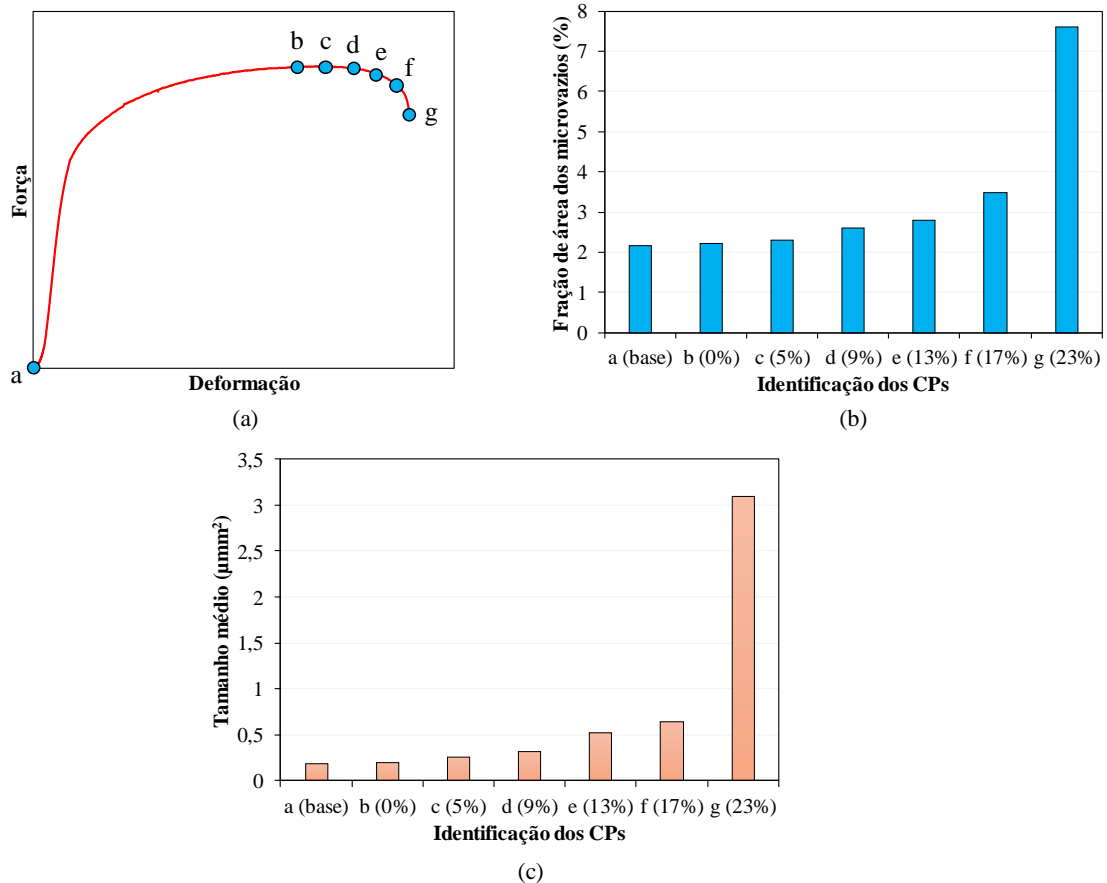 b c d e f g
a
Força
Deformação
(a)
8
7
6
5
4
3
2
1
0
Fração de área dos microvazios (%)
a (base) b (0%) c (5%) d (9%) e (13%) f (17%) g (23%)
Identificação dos CPs
(b)
3,5
3
2,5
2
1,5
1
0,5
0
Tamanho médio (µmm²)
a (base) b (0%) c (5%) d (9%) e (13%) f (17%) g (23%)
Identificação dos CPs
(c)